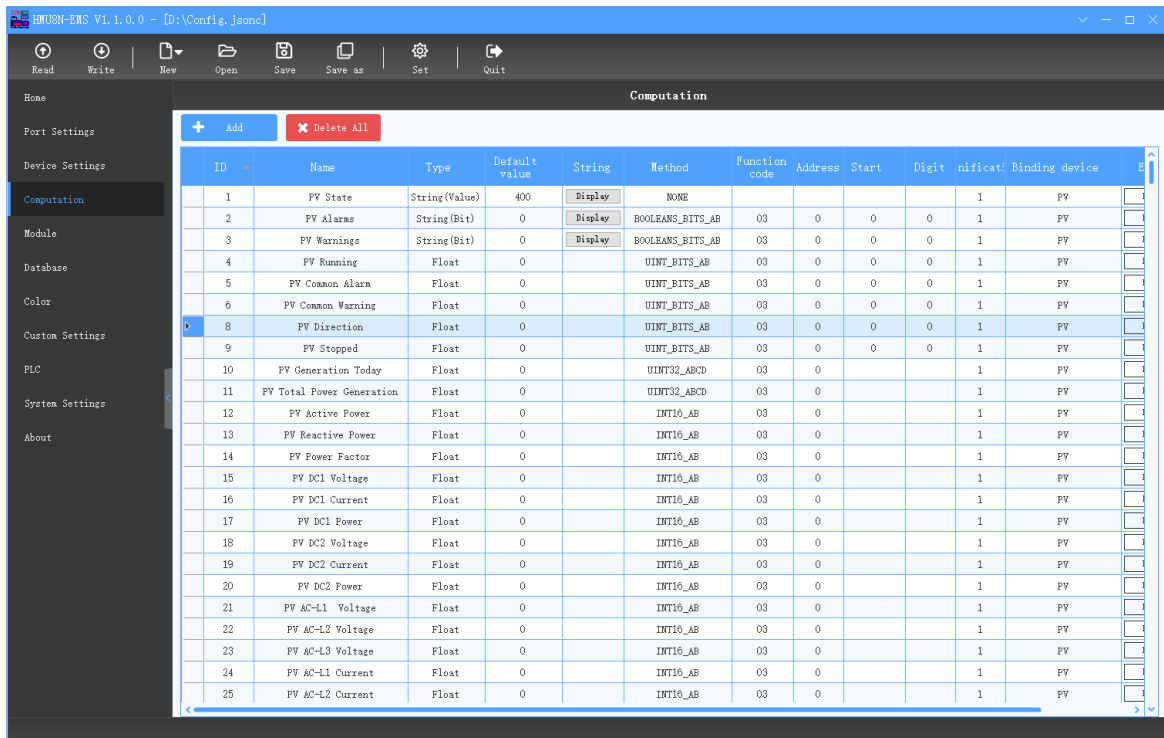 HMU8N-EMS V1.1.0.0 - [D:\Config.jsonc]
Read Write New Open Save Save as Set Quit
Home
Port Settings
Device Settings
Computation
Module
Database
Color
Custom Settings
PLC
System Settings
About
Computation
Add Delete All
ID Name Type Default value String Method Function code Address Start Digit Binding device
1 PV State String(Value) 400 Display NONE 1 PV
2 PV Alarms String(Bit) 0 Display BOOLEANS_BITS_AB 03 0 0 0 1 PV
3 PV Warnings String(Bit) 0 Display BOOLEANS_BITS_AB 03 0 0 0 1 PV
4 PV Running Float 0 UINT_BITS_AB 03 0 0 0 1 PV
5 PV Common Alarm Float 0 UINT_BITS_AB 03 0 0 0 1 PV
6 PV Common Warning Float 0 UINT_BITS_AB 03 0 0 0 1 PV
8 PV Direction Float 0 UINT_BITS_AB 03 0 0 0 1 PV
9 PV Stopped Float 0 UINT_BITS_AB 03 0 0 0 1 PV
10 PV Generation Today Float 0 UINT32_ABCD 03 0 1 PV
11 PV Total Power Generation Float 0 UINT32_ABCD 03 0 1 PV
12 PV Active Power Float 0 INT16_AB 03 0 1 PV
13 PV Reactive Power Float 0 INT16_AB 03 0 1 PV
14 PV Power Factor Float 0 INT16_AB 03 0 1 PV
15 PV DC1 Voltage Float 0 INT16_AB 03 0 1 PV
16 PV DC1 Current Float 0 INT16_AB 03 0 1 PV
17 PV DC1 Power Float 0 INT16_AB 03 0 1 PV
18 PV DC2 Voltage Float 0 INT16_AB 03 0 1 PV
19 PV DC2 Current Float 0 INT16_AB 03 0 1 PV
20 PV DC2 Power Float 0 INT16_AB 03 0 1 PV
21 PV AC-L1 Voltage Float 0 INT16_AB 03 0 1 PV
22 PV AC-L2 Voltage Float 0 INT16_AB 03 0 1 PV
23 PV AC-L3 Voltage Float 0 INT16_AB 03 0 1 PV
24 PV AC-L1 Current Float 0 INT16_AB 03 0 1 PV
25 PV AC-L2 Current Float 0 INT16_AB 03 0 1 PV